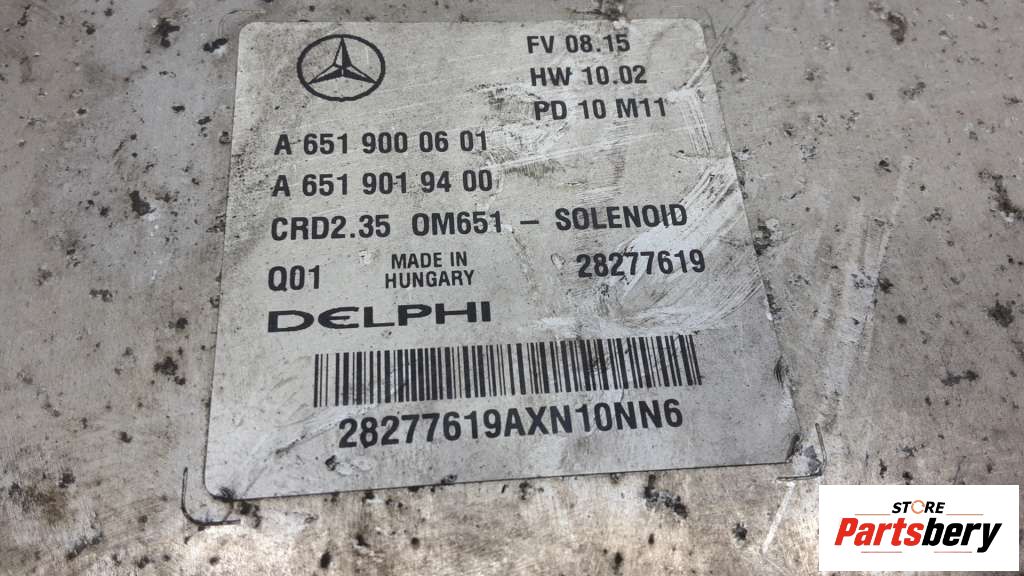 FV 08.15
HW 10.02
PD 10 M11
A 651 900 06 01
A 651 901 94 00
CRD2.35 OM651 – SOLENOID
Q01 MADE IN HUNGARY 28277619
DELPHI
28277619AXN10NN6
STORE
Partsbery